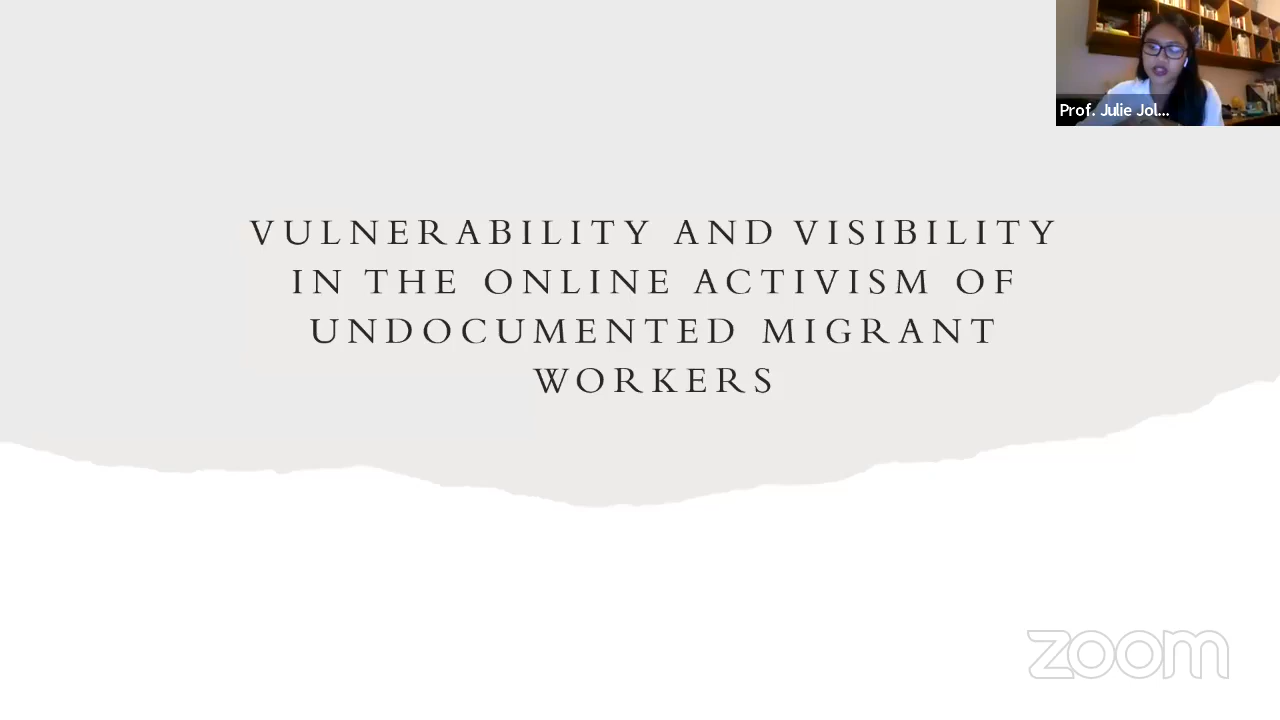 Prof. Julie Jol...
VULNERABILITY AND VISIBILITY
IN THE ONLINE ACTIVISM OF
UNDOCUMENTED MIGRANT
WORKERS
zoom